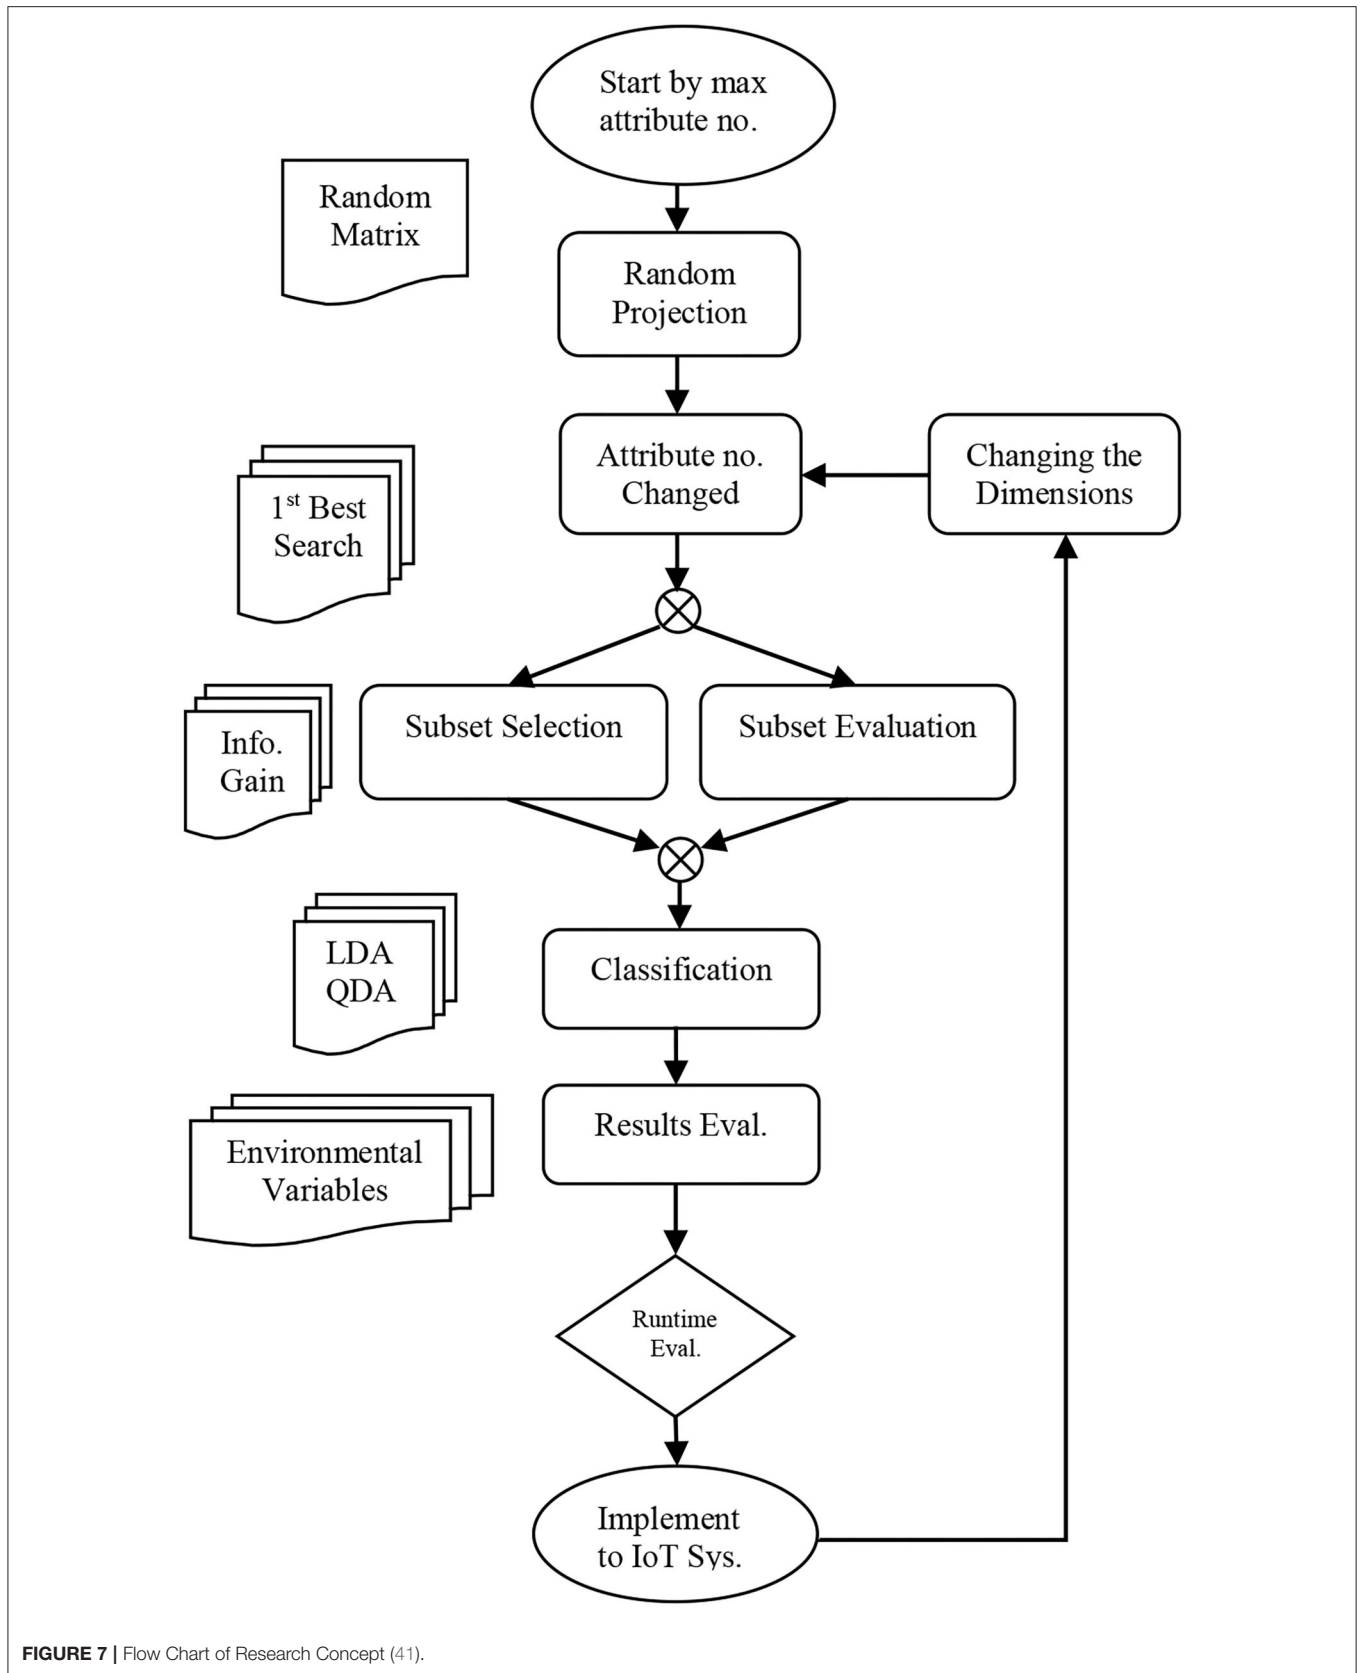 Start by max
attribute no.
Random
Matrix
Random
Projection
Attribute no.
Changed
Changing the
Dimensions
1st Best
Search
Subset Selection
Subset Evaluation
Info.
Gain
LDA
QDA
Classification
Results Eval.
Environmental
Variables
Runtime
Eval.
Implement
to IoT Sys.
FIGURE 7 | Flow Chart of Research Concept (41).